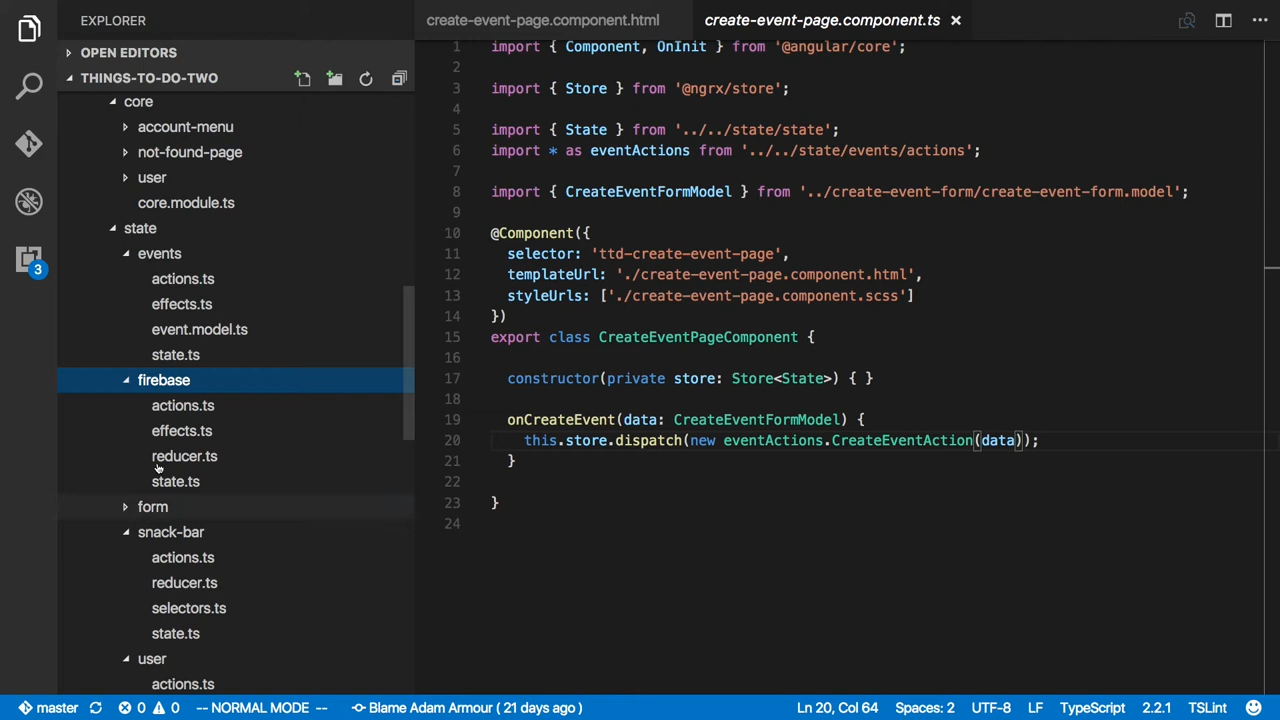 EXPLORER
OPEN EDITORS
THINGS-TO-DO-TWO
core
account-menu
not-found-page
user
core.module.ts
state
events
actions.ts
effects.ts
event.model.ts
state.ts
firebase
actions.ts
effects.ts
reducer.ts
state.ts
form
snack-bar
actions.ts
reducer.ts
selectors.ts
state.ts
user
actions.ts
3
create-event-page.component.html
create-event-page.component.ts
1 import { Component, OnInit } from '@angular/core';
2
3 import { Store } from '@ngrx/store';
4
5 import { State } from '../../state/state';
6 import * as eventActions from '../../state/events/actions';
7
8 import { CreateEventFormModel } from '../create-event-form/create-event-form.model';
9
10 @Component({
11 selector: 'ttd-create-event-page',
12 templateUrl: './create-event-page.component.html',
13 styleUrls: ['./create-event-page.component.scss']
14 })
15 export class CreateEventPageComponent {
16
17 constructor(private store: Store<State>) { }
18
19 onCreateEvent(data: CreateEventFormModel) {
20 this.store.dispatch(new eventActions.CreateEventAction(data));
21 }
22
23 }
24
master 0 0 -- NORMAL MODE -- Blame Adam Armour ( 21 days ago ) Ln 20, Col 64 Spaces: 2 UTF-8 LF TypeScript 2.2.1 TSLint